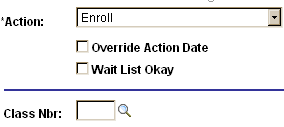 *Action: Enroll
Override Action Date
Wait List Okay
Class Nbr: